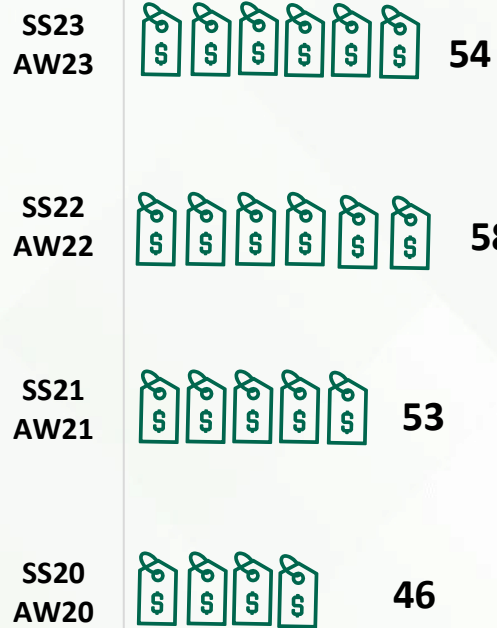 SS23
AW23
$ $ $ $ $ $
54
SS22
AW22
$ $ $ $ $ $
58
SS21
AW21
$ $ $ $ $
53
SS20
AW20
$ $ $ $
46